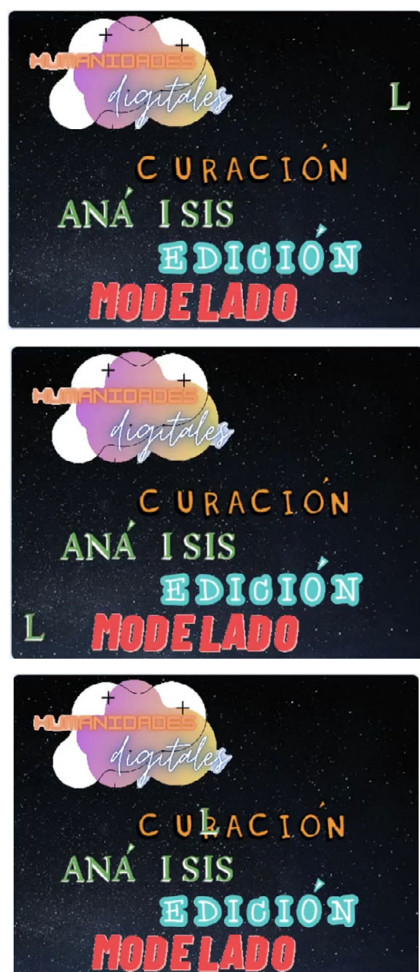 HUMANIDADES
digitales
L
CURACIÓN
ANÁ ISIS
EDICIÓN
MODELADO
HUMANIDADES
digitales
CURACIÓN
ANÁ ISIS
EDICIÓN
L
MODELADO
HUMANIDADES
digitales
L
CURACIÓN
ANÁ ISIS
EDICIÓN
MODELADO